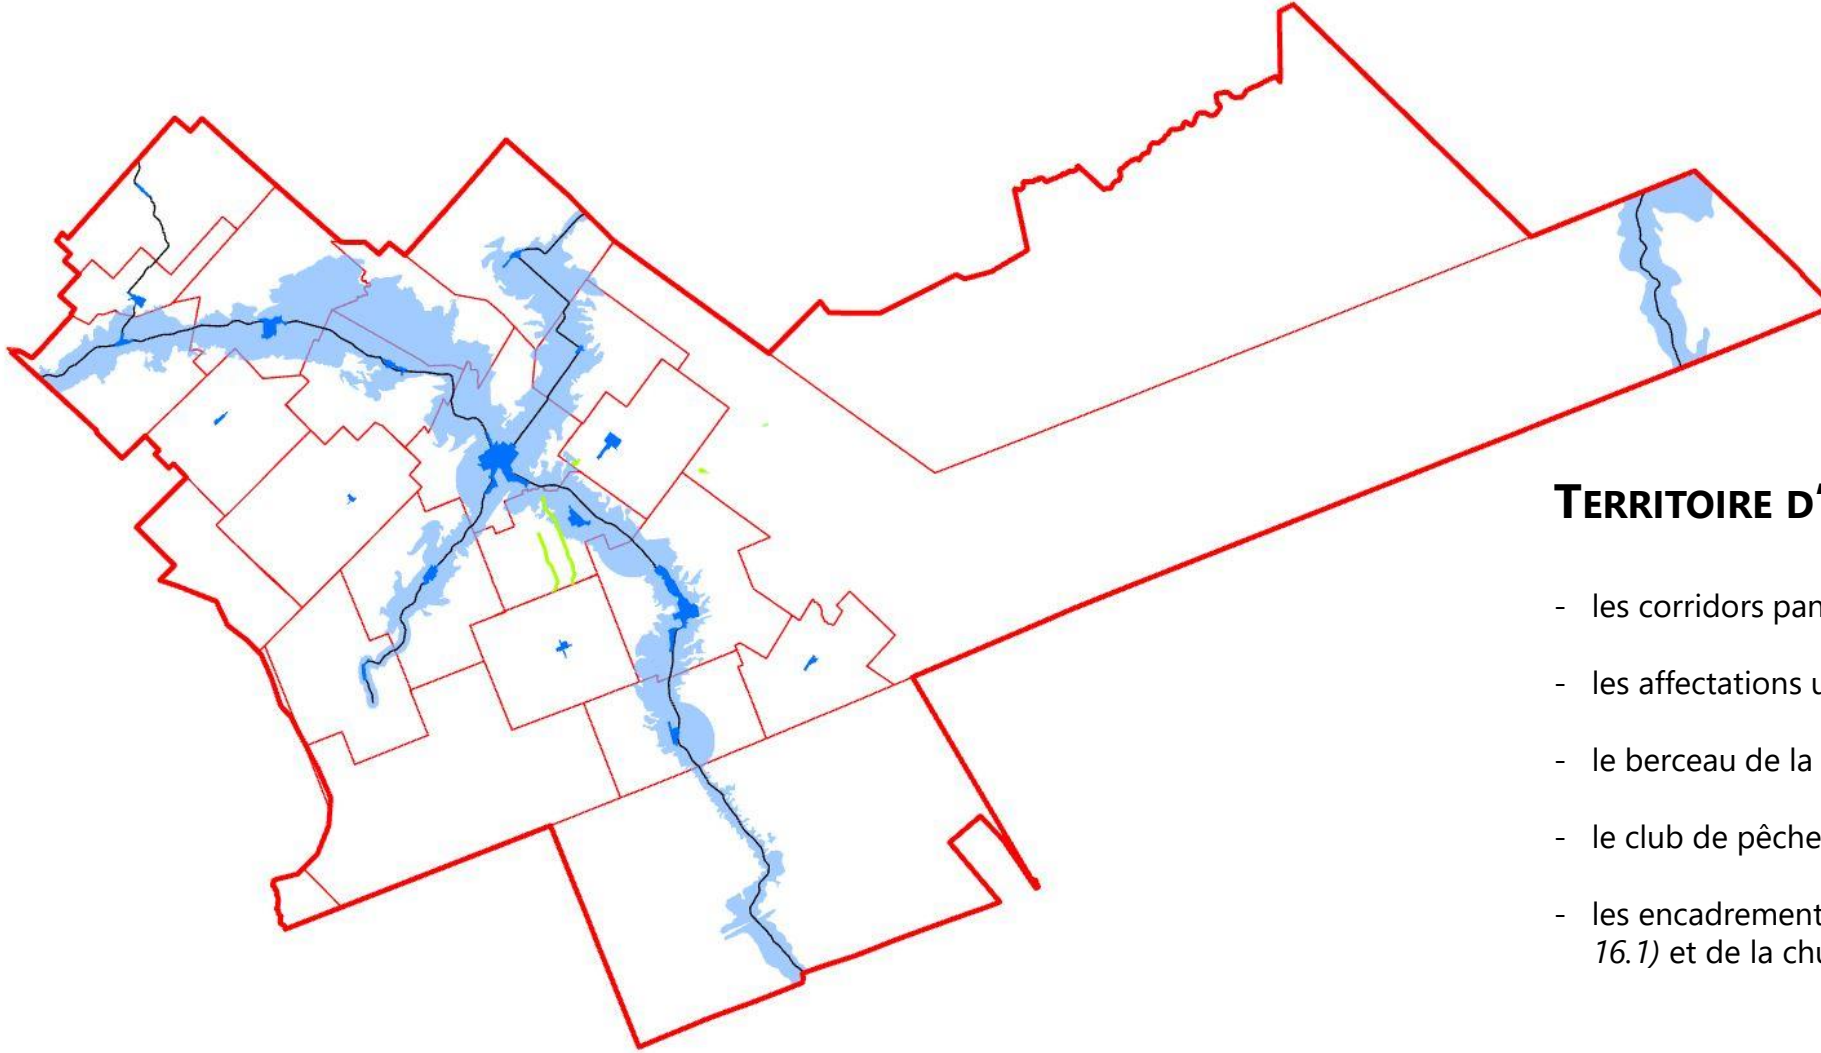 TERRITOIRE D'
- les corridors pan
- les affectations u
- le berceau de la
- le club de pêche
- les encadrement
16.1) et de la chu